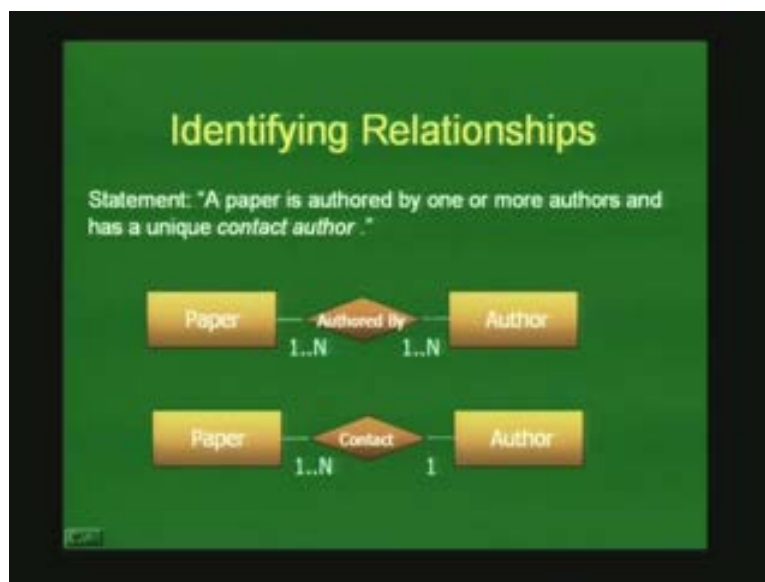 Identifying Relationships
Statement: "A paper is authored by one or more authors and
has a unique contact author ."
Paper Authored By Author
1..N 1..N
Paper Contact Author
1..N 1